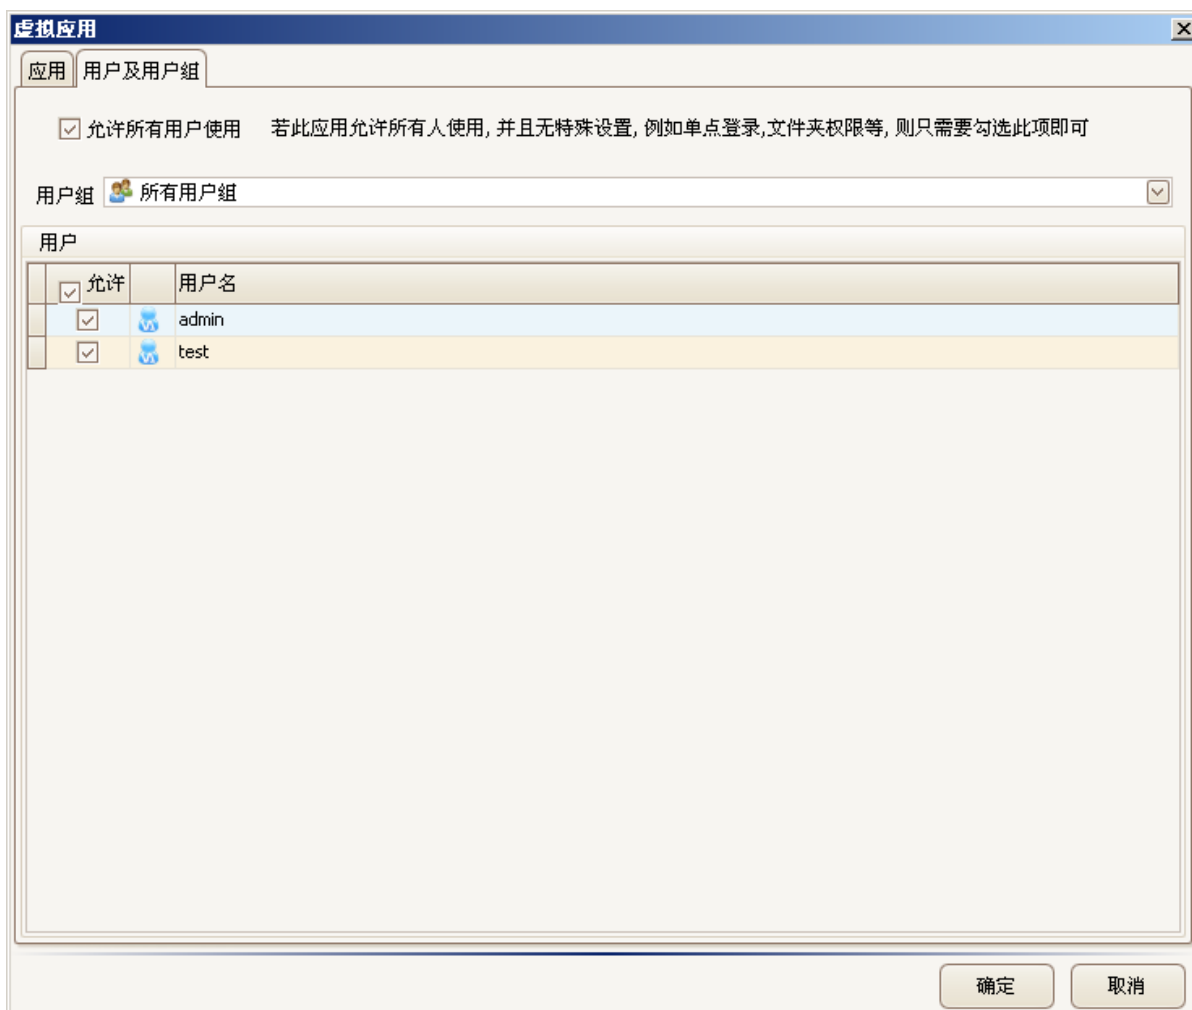 虚拟应用
应用 用户及用户组
允许所有用户使用 若此应用允许所有人使用, 并且无特殊设置, 例如单点登录,文件夹权限等, 则只需要勾选此项即可
用户组 所有用户组
用户
允许 用户名
admin
test
确定 取消